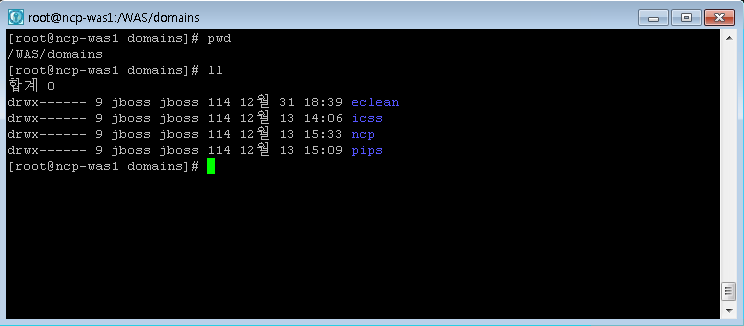 root@ncp-was1:/WAS/domains
[root@ncp-was1 domains]# pwd
/WAS/domains
[root@ncp-was1 domains]# ll
합계 0
drwx------ 9 jboss jboss 114 12월 31 18:39 eclean
drwx------ 9 jboss jboss 114 12월 13 14:06 icss
drwx------ 9 jboss jboss 114 12월 13 15:33 ncp
drwx------ 9 jboss jboss 114 12월 13 15:09 pips
[root@ncp-was1 domains]#